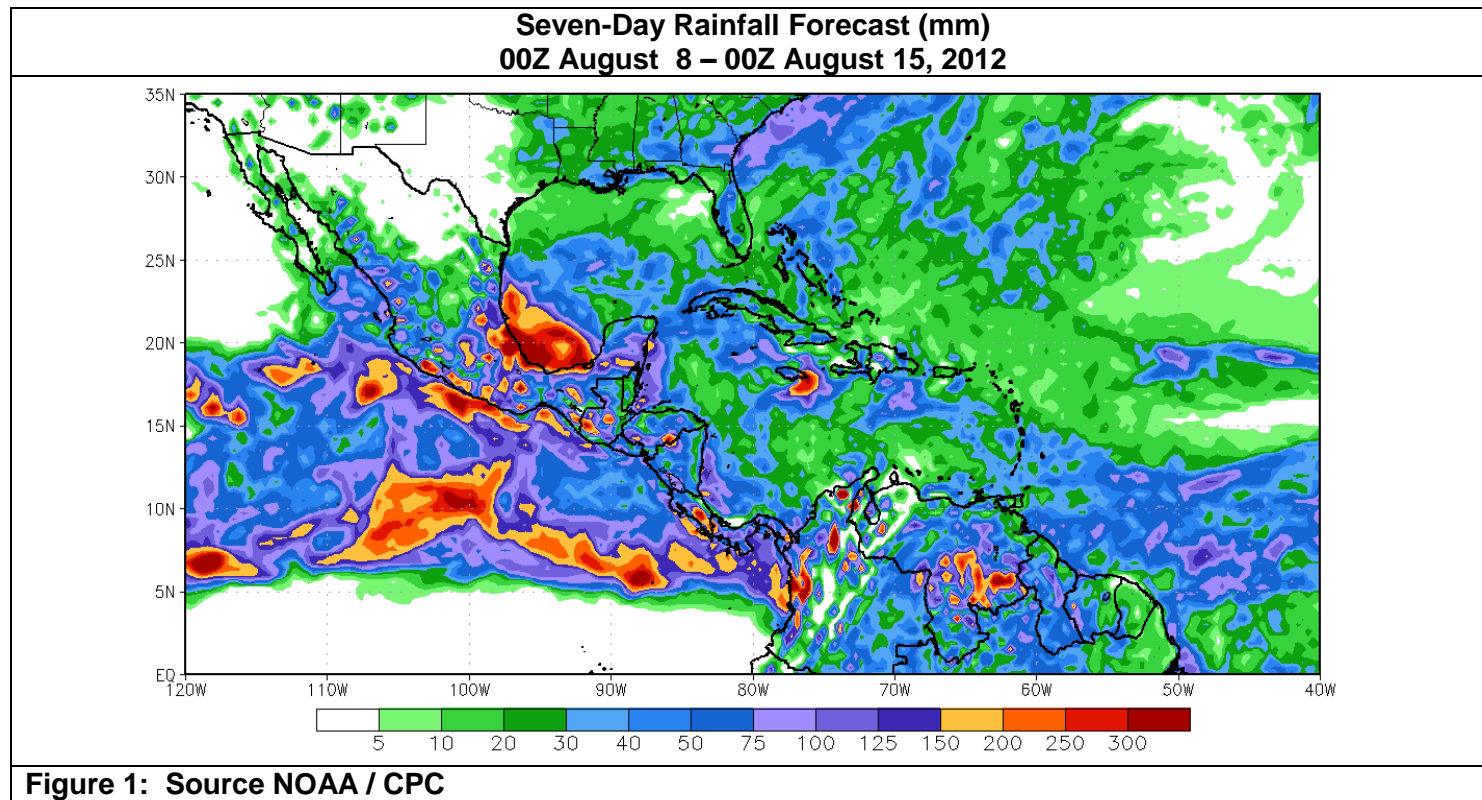 Seven-Day Rainfall Forecast (mm)
00Z August 8 – 00Z August 15, 2012
35N
30N
25N
20N
15N
10N
5N
EQ
120W 110W 100W 90W 80W 70W 60W 50W 40W
5 10 20 30 40 50 75 100 125 150 200 250 300
Figure 1: Source NOAA / CPC